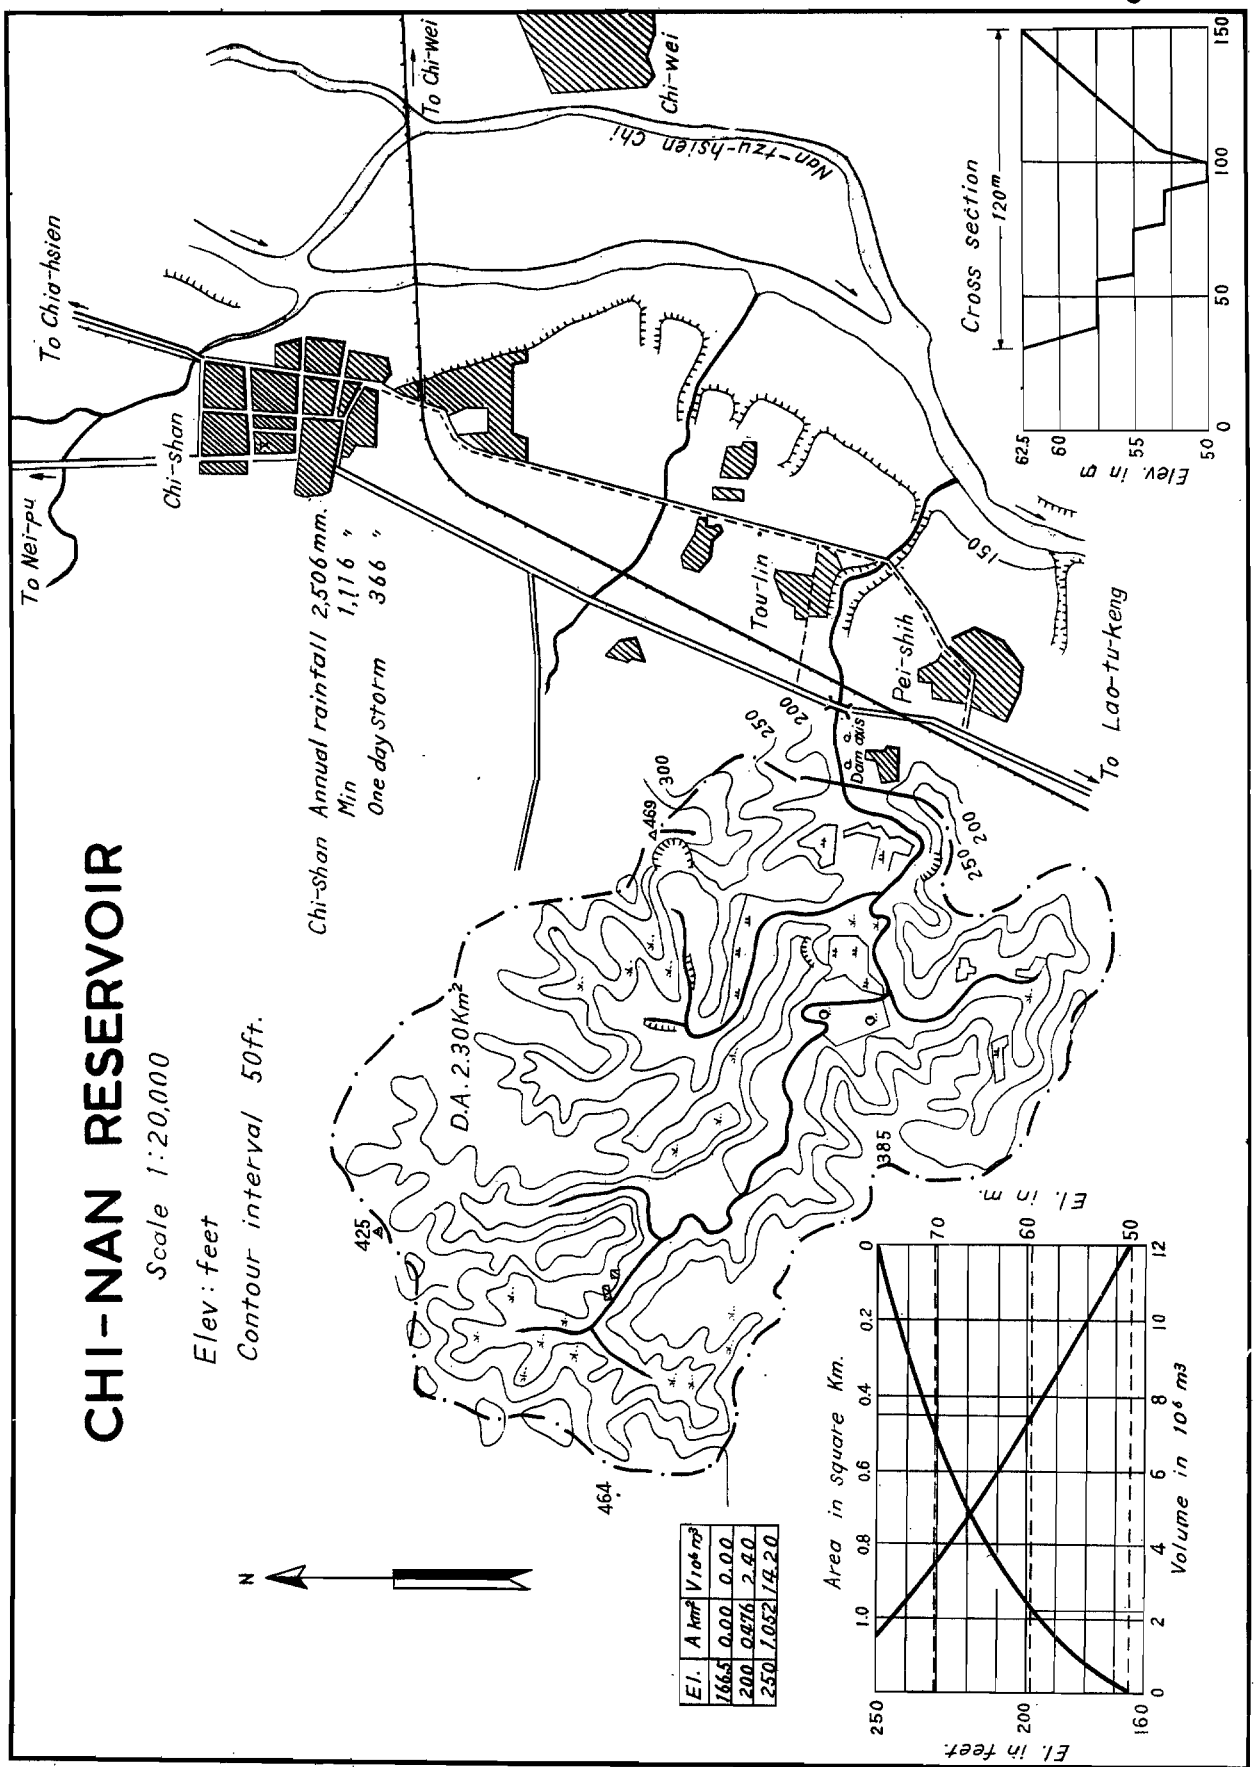 CHI-NAN RESERVOIR
Scale 1:20,000
Elev: feet
Contour interval 50ft.
N
Chi-shan Annual rainfall 2,506 mm.
Min 1,116 "
One day storm 366 "
To Nei-pu
To Chia-hsien
Chi-shan
To Chi-wei
Chi-wei
Nan-tzu-hsien Chi
Tou-lin
Pei-shih
To Lao-tu-keng
150
Dam axis
200
250
300
469
250
200
D.A. 2.30Km²
425
464
385
El. A km² V 10⁶ m³
166.5 0.00 0.00
200 0.476 2.40
250 1.052 14.20
Area in square Km.
1.0 0.8 0.6 0.4 0.2 0
El. in feet.
250
200
160
El. in m.
70
60
50
0 2 4 6 8 10 12
Volume in 10⁶ m³
Cross section
120m
Elev. in m
62.5
60
55
50
0 50 100 150